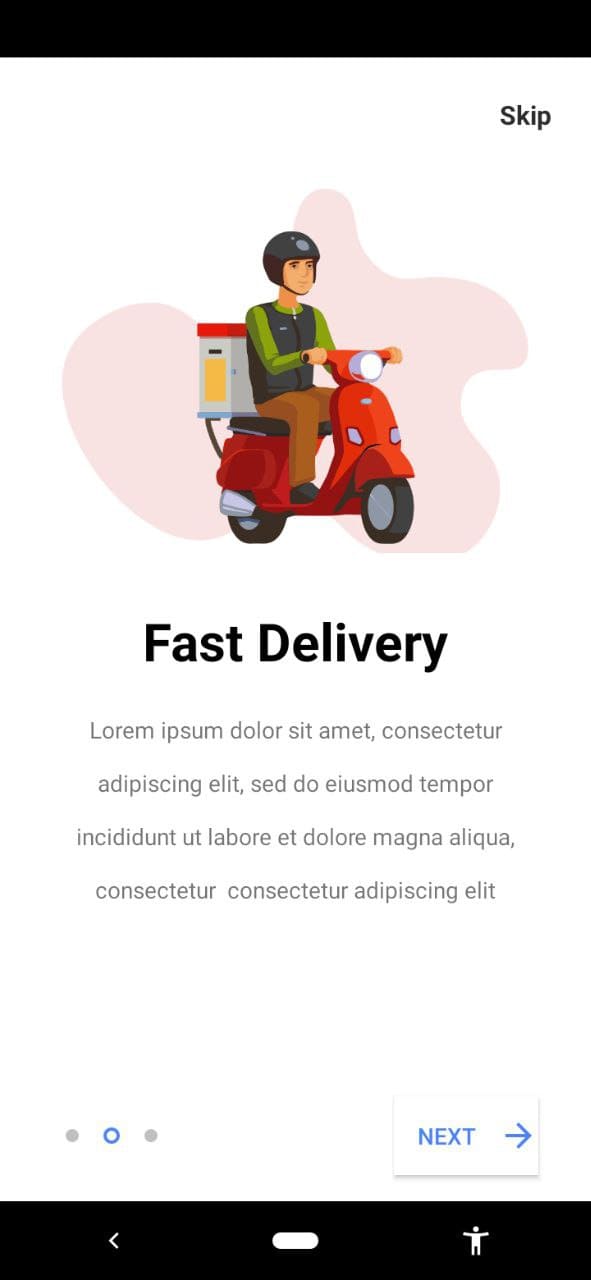 Skip
Fast Delivery
Lorem ipsum dolor sit amet, consectetur
adipiscing elit, sed do eiusmod tempor
incididunt ut labore et dolore magna aliqua,
consectetur  consectetur adipiscing elit
NEXT